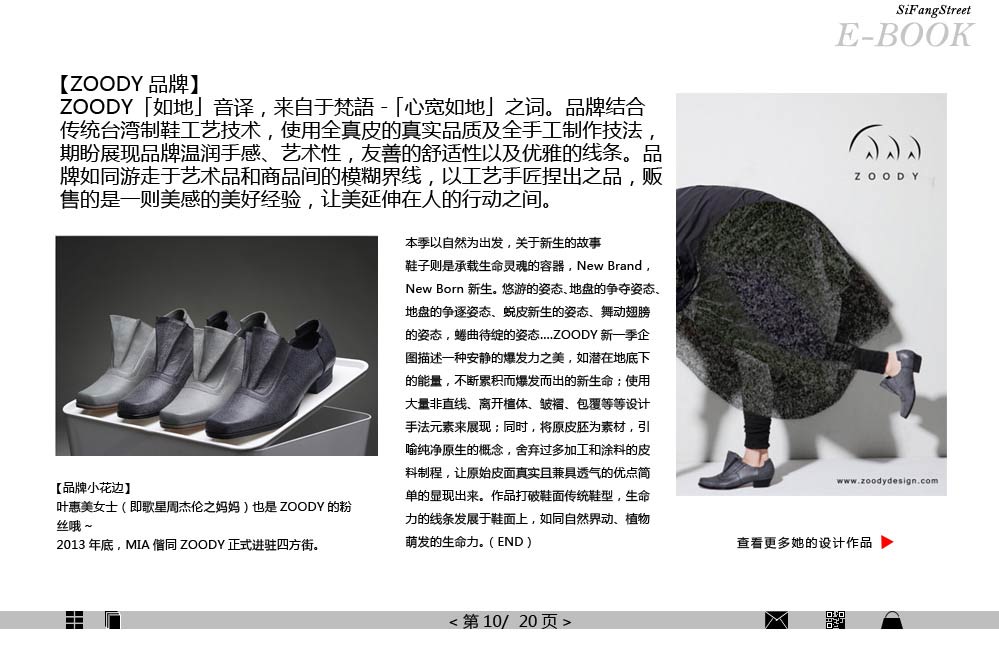 SiFangStreet
E-BOOK
【ZOODY 品牌】
ZOODY「如地」音译，来自于梵語 -「心宽如地」之词。品牌结合
传统台湾制鞋工艺技术，使用全真皮的真实品质及全手工制作技法，
期盼展现品牌温润手感、艺术性，友善的舒适性以及优雅的线条。品
牌如同游走于艺术品和商品间的模糊界线，以工艺手匠捏出之品，贩
售的是一则美感的美好经验，让美延伸在人的行动之间。
本季以自然为出发，关于新生的故事
鞋子则是承载生命灵魂的容器，New Brand，
New Born 新生。悠游的姿态、地盘的争夺姿态、
地盘的争逐姿态、蜕皮新生的姿态、舞动翅膀
的姿态，蜷曲待绽的姿态....ZOODY 新一季企
图描述一种安静的爆发力之美，如潜在地底下
的能量，不断累积而爆发而出的新生命；使用
大量非直线、离开植体、皱褶、包覆等等设计
手法元素来展现；同时，将原皮胚为素材，引
喻纯净原生的概念，舍弃过多加工和涂料的皮
料制程，让原始皮面真实且兼具透气的优点简
单的显现出来。作品打破鞋面传统鞋型，生命
力的线条发展于鞋面上，如同自然界动、植物
萌发的生命力。（END）
【品牌小花边】
叶惠美女士（即歌星周杰伦之妈妈）也是 ZOODY 的粉
丝哦 ~
2013 年底，MIA 偕同 ZOODY 正式进驻四方街。
ZOODY
www.zoodydesign.com
查看更多她的设计作品
< 第 10/ 20 页 >